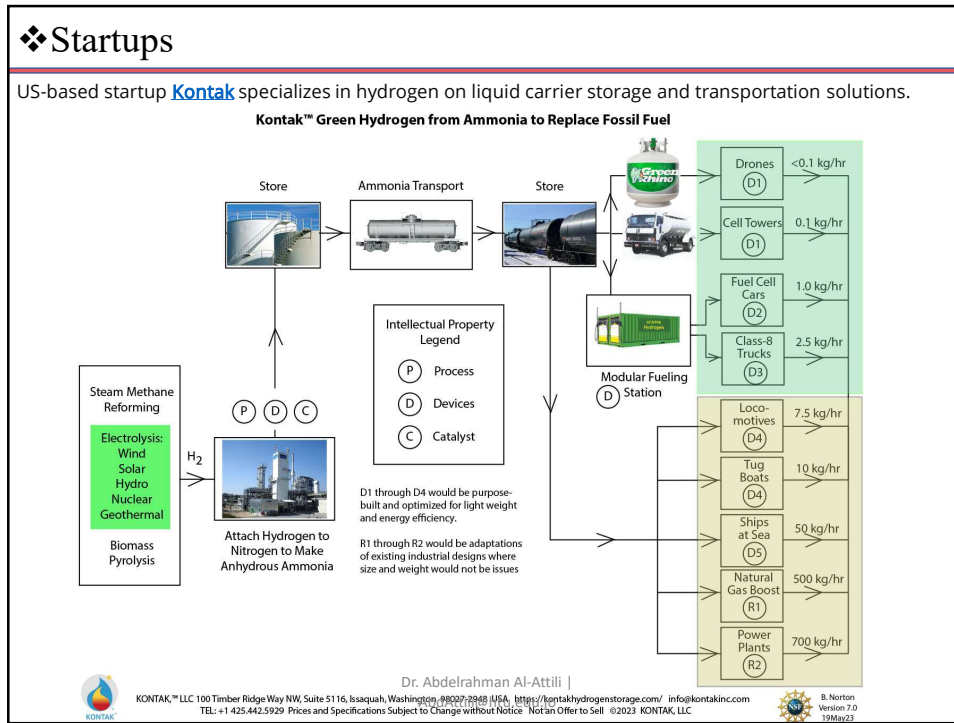 ❖Startups
US-based startup Kontak specializes in hydrogen on liquid carrier storage and transportation solutions.
Kontak™ Green Hydrogen from Ammonia to Replace Fossil Fuel
Store
Ammonia Transport
Store
Green
Rhino
Drones
D1
<0.1 kg/hr
Cell Towers
D1
0.1 kg/hr
Fuel Cell
Cars
D2
1.0 kg/hr
Class-8
Trucks
D3
2.5 kg/hr
KONTAK
Hydrogen
Modular Fueling
D Station
Intellectual Property
Legend
P Process
D Devices
C Catalyst
Steam Methane
Reforming
Electrolysis:
Wind
Solar
Hydro
Nuclear
Geothermal
Biomass
Pyrolysis
H2
P D C
Attach Hydrogen to
Nitrogen to Make
Anhydrous Ammonia
D1 through D4 would be purpose-
built and optimized for light weight
and energy efficiency.
R1 through R2 would be adaptations
of existing industrial designs where
size and weight would not be issues
Loco-
motives
D4
7.5 kg/hr
Tug
Boats
D4
10 kg/hr
Ships
at Sea
D5
50 kg/hr
Natural
Gas Boost
R1
500 kg/hr
Power
Plants
R2
700 kg/hr
Dr. Abdelrahman Al-Attili |
KONTAK,™ LLC 100 Timber Ridge Way NW, Suite 5116, Issaquah, Washington, 98027-2948 USA https://kontakhydrogenstorage.com/ info@kontakinc.com
TEL: +1 425.442.5929 Prices and Specifications Subject to Change without Notice Not an Offer to Sell ©2023 KONTAK, LLC
KONTAK
NSF
B. Norton
Version 7.0
19May23